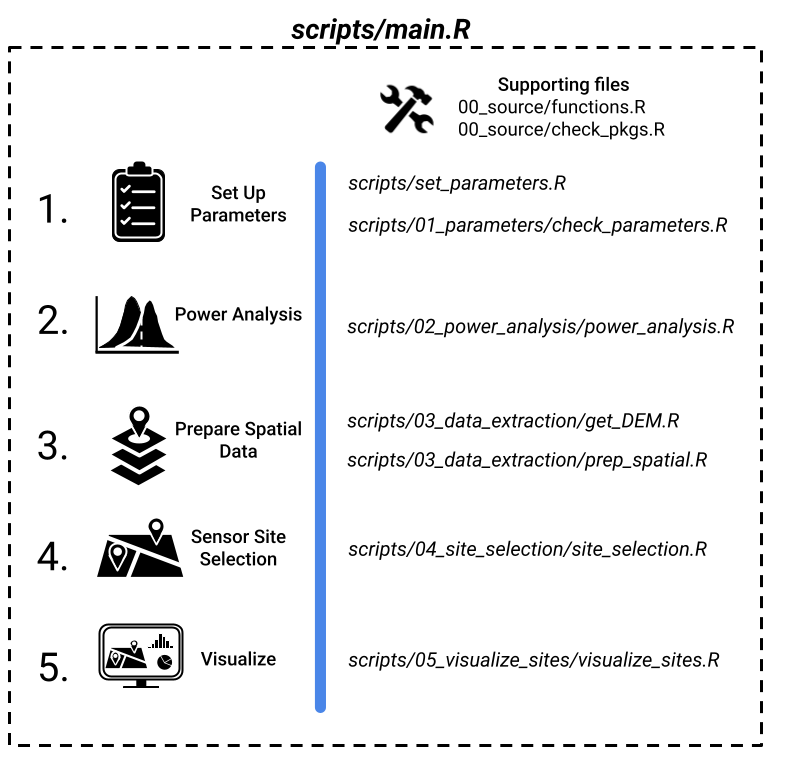 scripts/main.R
Supporting files
00_source/functions.R
00_source/check_pkgs.R
1.
Set Up
Parameters
scripts/set_parameters.R
scripts/01_parameters/check_parameters.R
2.
Power Analysis
scripts/02_power_analysis/power_analysis.R
3.
Prepare Spatial
Data
scripts/03_data_extraction/get_DEM.R
scripts/03_data_extraction/prep_spatial.R
4.
Sensor Site
Selection
scripts/04_site_selection/site_selection.R
5.
Visualize
scripts/05_visualize_sites/visualize_sites.R